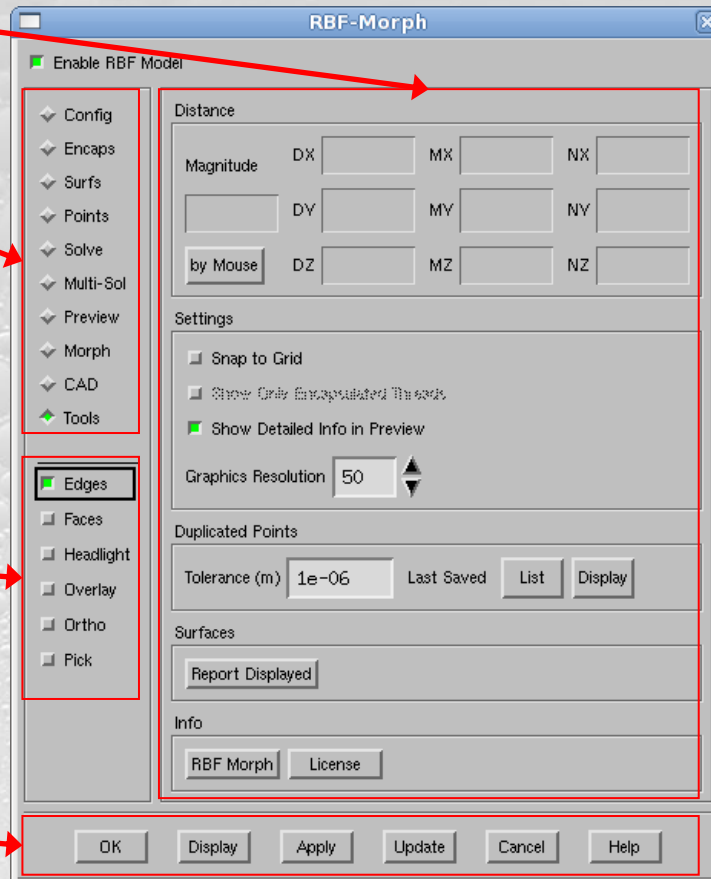 RBF-Morph
Enable RBF Model
Config
Encaps
Surfs
Points
Solve
Multi-Sol
Preview
Morph
CAD
Tools
Edges
Faces
Headlight
Overlay
Ortho
Pick
Distance
Magnitude
DX MX NX
DY MY NY
by Mouse DZ MZ NZ
Settings
Snap to Grid
Show Only Encapsulated Threads
Show Detailed Info in Preview
Graphics Resolution 50
Duplicated Points
Tolerance (m) 1e-06 Last Saved List Display
Surfaces
Report Displayed
Info
RBF Morph License
OK Display Apply Update Cancel Help